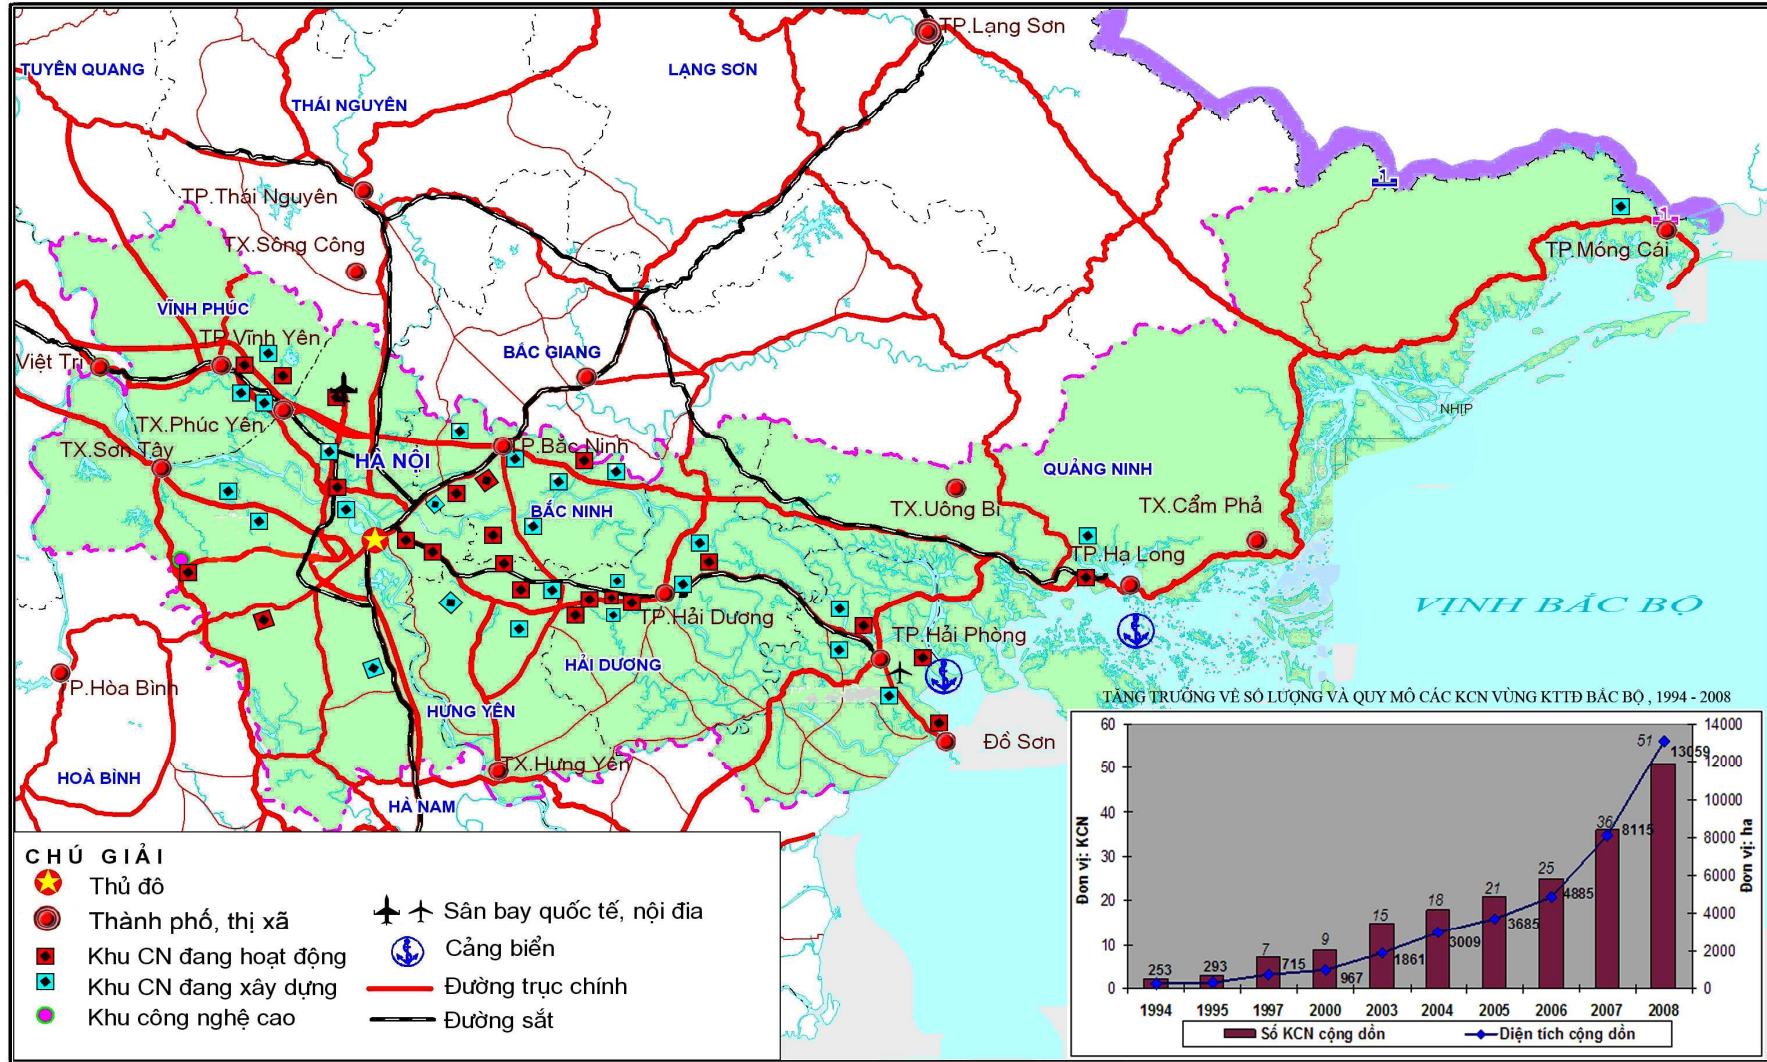 TP.Lạng Sơn
TUYÊN QUANG
LẠNG SƠN
THÁI NGUYÊN
1
TP.Thái Nguyên
1
TX.Sông Công
TP.Móng Cái
VĨNH PHÚC
TP.Vĩnh Yên
BẮC GIANG
Việt Trì
NHỊP
TX.Phúc Yên
TX.Sơn Tây
HÀ NỘI
TP.Bắc Ninh
QUẢNG NINH
TX.Uông Bí
TX.Cẩm Phả
BẮC NINH
TP.Hạ Long
VỊNH BẮC BỘ
TP.Hải Dương
TP.Hải Phòng
HẢI DƯƠNG
P.Hòa Bình
HƯNG YÊN
Đồ Sơn
TX.Hưng Yên
HOÀ BÌNH
HÀ NAM
CHÚ GIẢI
Thủ đô
Thành phố, thị xã
Khu CN đang hoạt động
Khu CN đang xây dựng
Khu công nghệ cao
Sân bay quốc tế, nội địa
Cảng biển
Đường trục chính
Đường sắt
TĂNG TRƯỞNG VỀ SỐ LƯỢNG VÀ QUY MÔ CÁC KCN VÙNG KTTĐ BẮC BỘ , 1994 - 2008
Đơn vị: KCN
60
50
40
30
20
10
0
253
293
7
715
9
967
15
1861
18
3009
21
3685
25
4885
36
8115
51
13059
14000
12000
10000
8000
6000
4000
2000
0
Đơn vị: ha
1994 1995 1997 2000 2003 2004 2005 2006 2007 2008
Số KCN cộng dồn
Diện tích cộng dồn